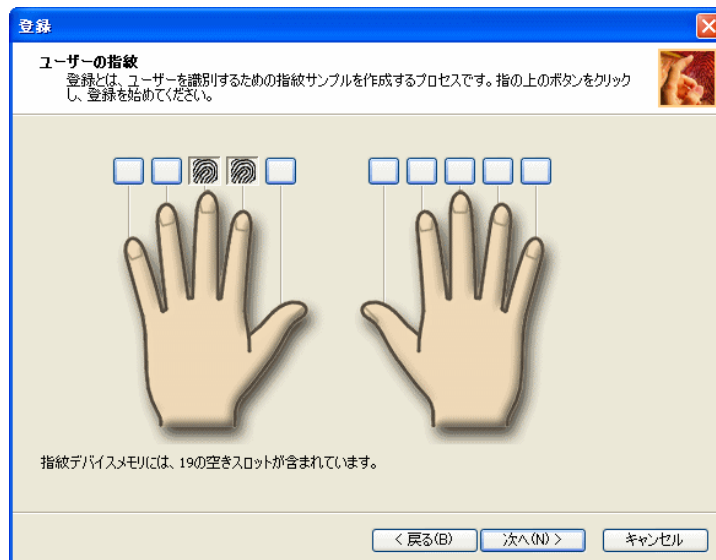 登録
ユーザーの指紋
登録とは、ユーザーを識別するための指紋サンプルを作成するプロセスです。指の上のボタンをクリック
し、登録を始めてください。
指紋デバイスメモリには、19の空きスロットが含まれています。
< 戻る(B) 次へ(N) > キャンセル